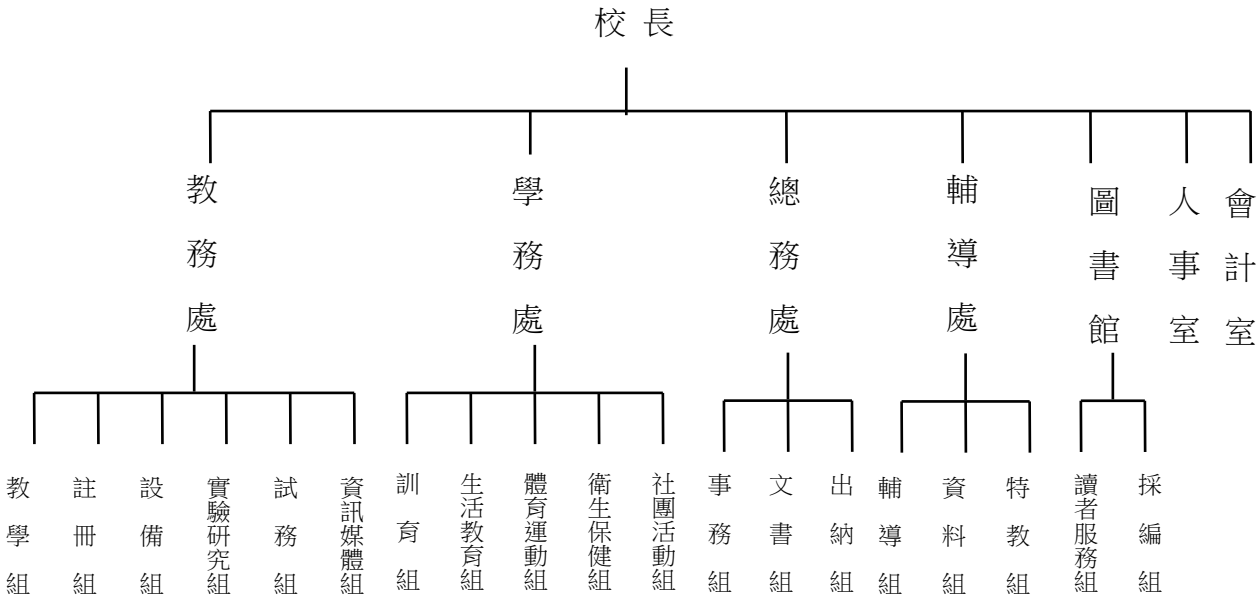 校長
教務處
學務處
總務處
輔導處
圖書館
人事室
會計室
教學組
註冊組
設備組
實驗研究組
試務組
資訊媒體組
訓育組
生活教育組
體育運動組
衛生保健組
社團活動組
事務組
文書組
出納組
輔導組
資料組
特教組
讀者服務組
採編組